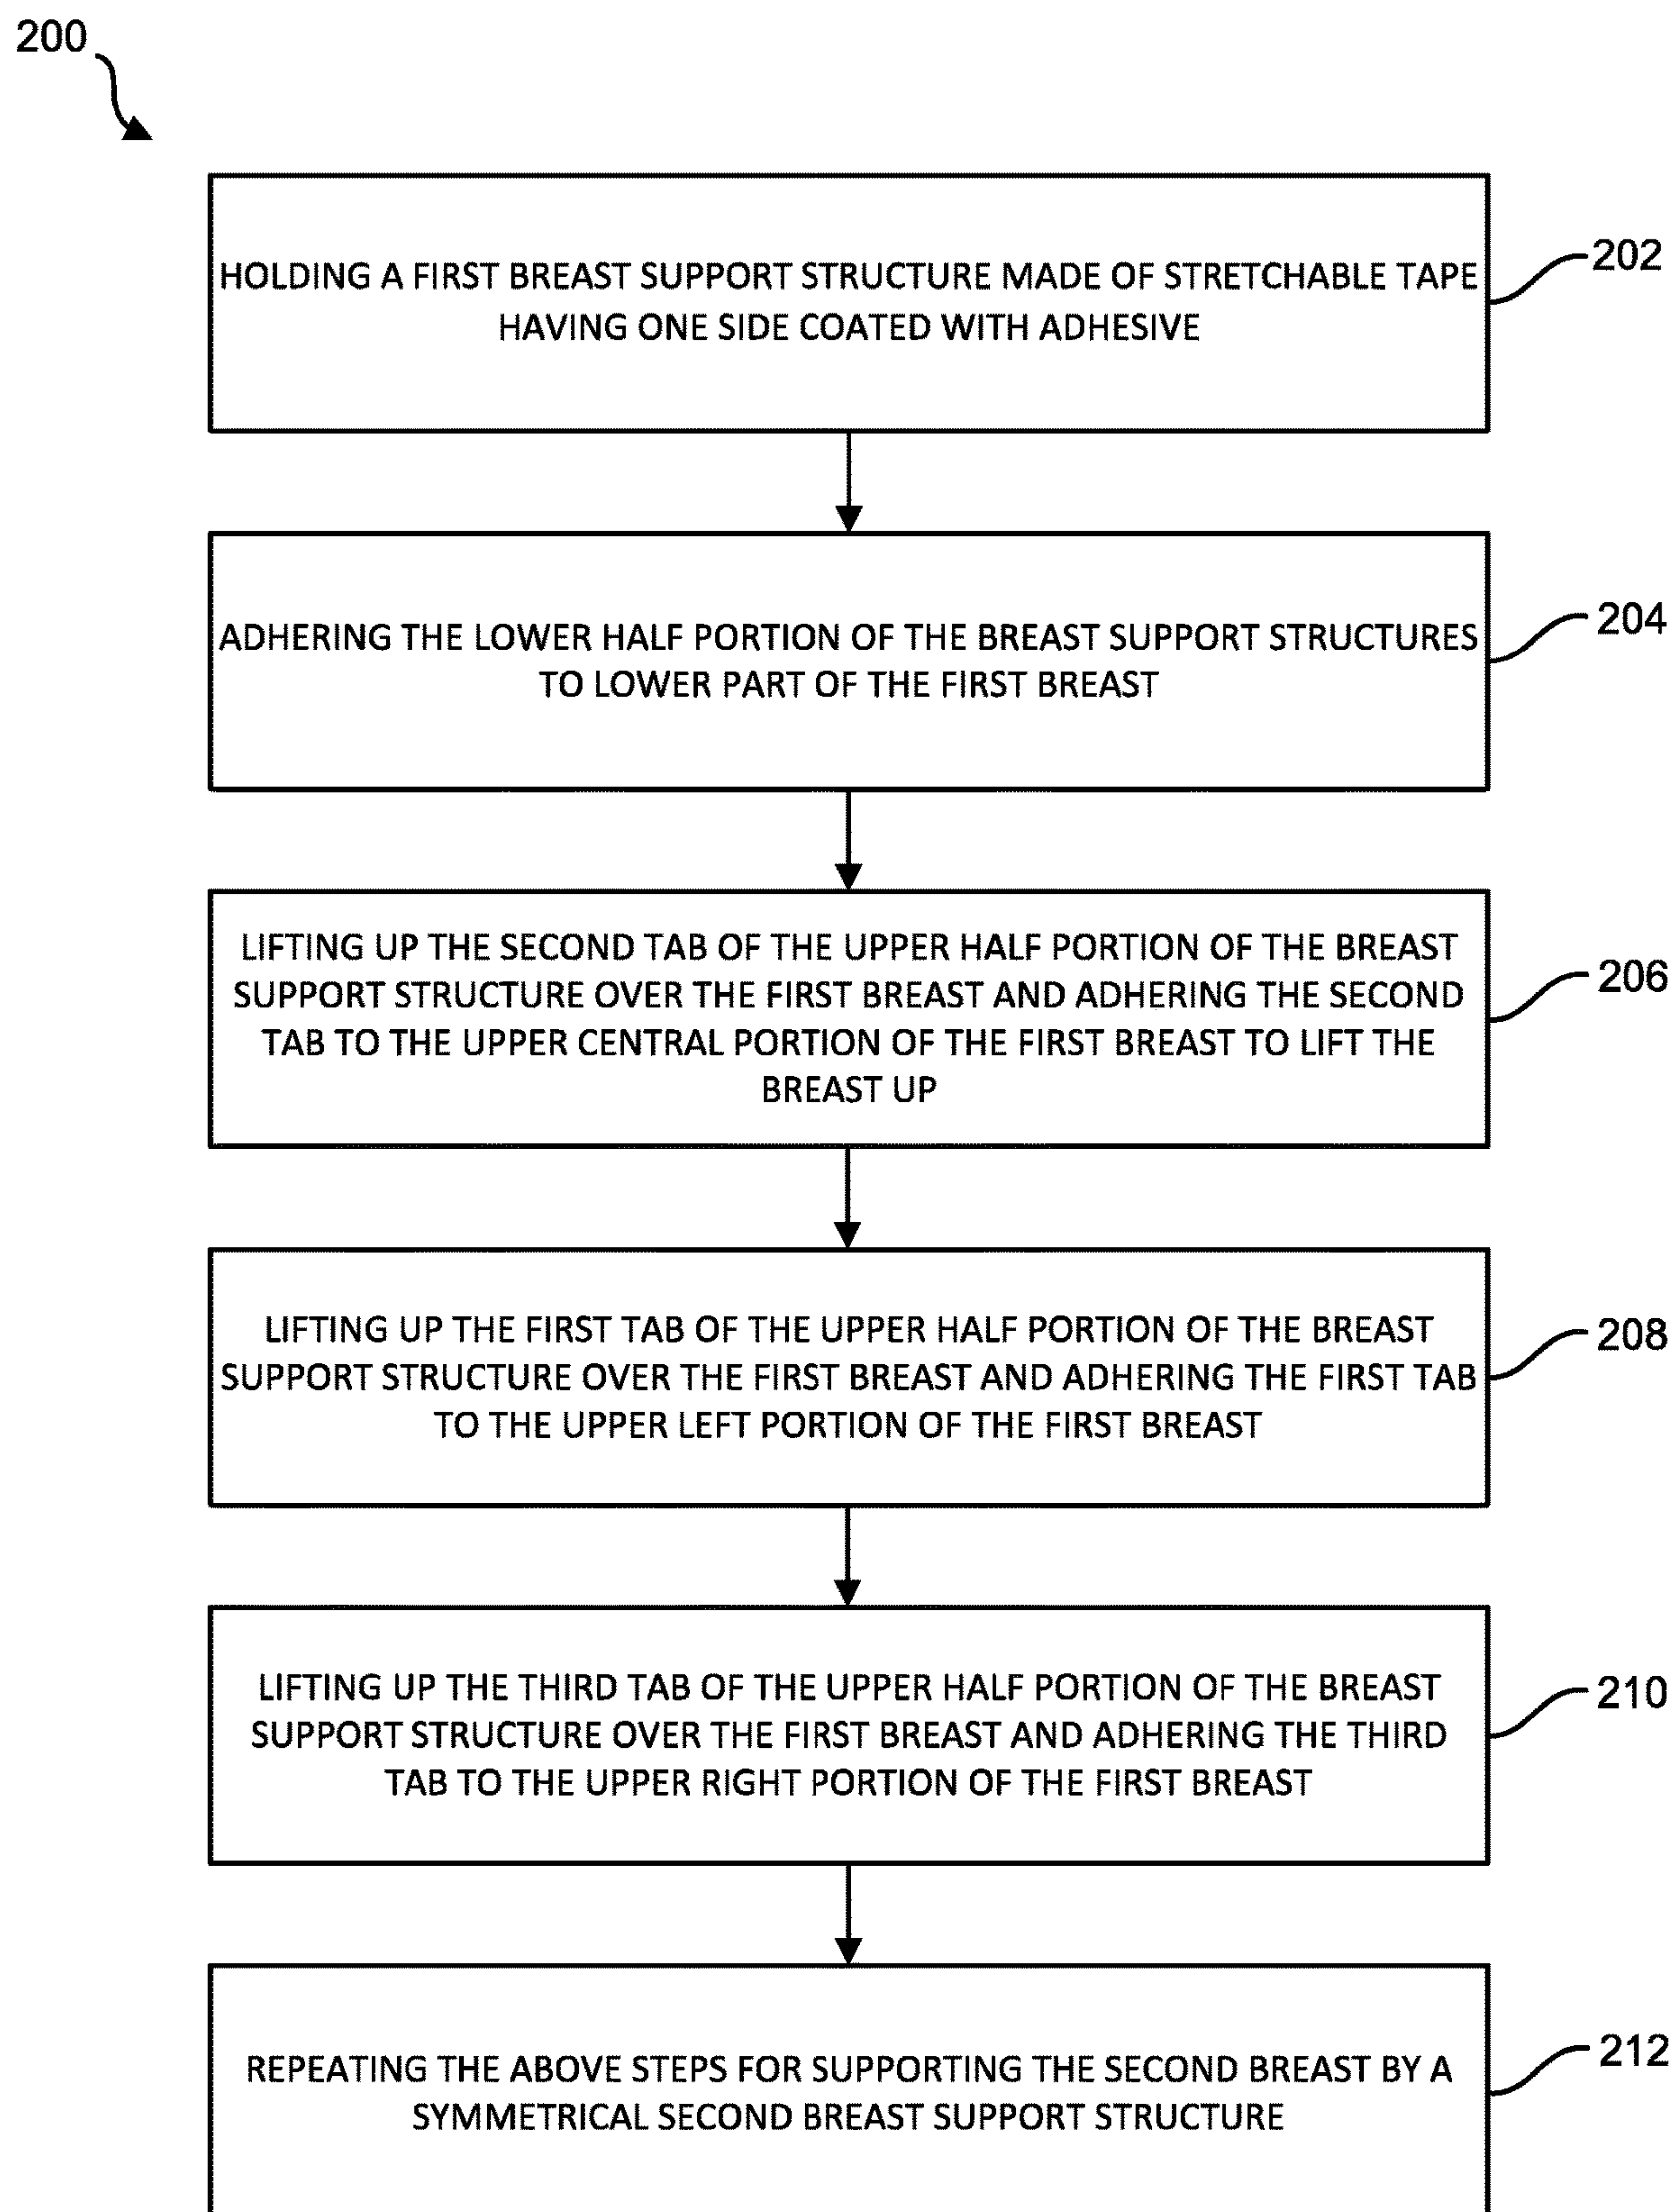 200
HOLDING A FIRST BREAST SUPPORT STRUCTURE MADE OF STRETCHABLE TAPE
HAVING ONE SIDE COATED WITH ADHESIVE
202
ADHERING THE LOWER HALF PORTION OF THE BREAST SUPPORT STRUCTURES
TO LOWER PART OF THE FIRST BREAST
204
LIFTING UP THE SECOND TAB OF THE UPPER HALF PORTION OF THE BREAST
SUPPORT STRUCTURE OVER THE FIRST BREAST AND ADHERING THE SECOND
TAB TO THE UPPER CENTRAL PORTION OF THE FIRST BREAST TO LIFT THE
BREAST UP
206
LIFTING UP THE FIRST TAB OF THE UPPER HALF PORTION OF THE BREAST
SUPPORT STRUCTURE OVER THE FIRST BREAST AND ADHERING THE FIRST TAB
TO THE UPPER LEFT PORTION OF THE FIRST BREAST
208
LIFTING UP THE THIRD TAB OF THE UPPER HALF PORTION OF THE BREAST
SUPPORT STRUCTURE OVER THE FIRST BREAST AND ADHERING THE THIRD
TAB TO THE UPPER RIGHT PORTION OF THE FIRST BREAST
210
REPEATING THE ABOVE STEPS FOR SUPPORTING THE SECOND BREAST BY A
SYMMETRICAL SECOND BREAST SUPPORT STRUCTURE
212